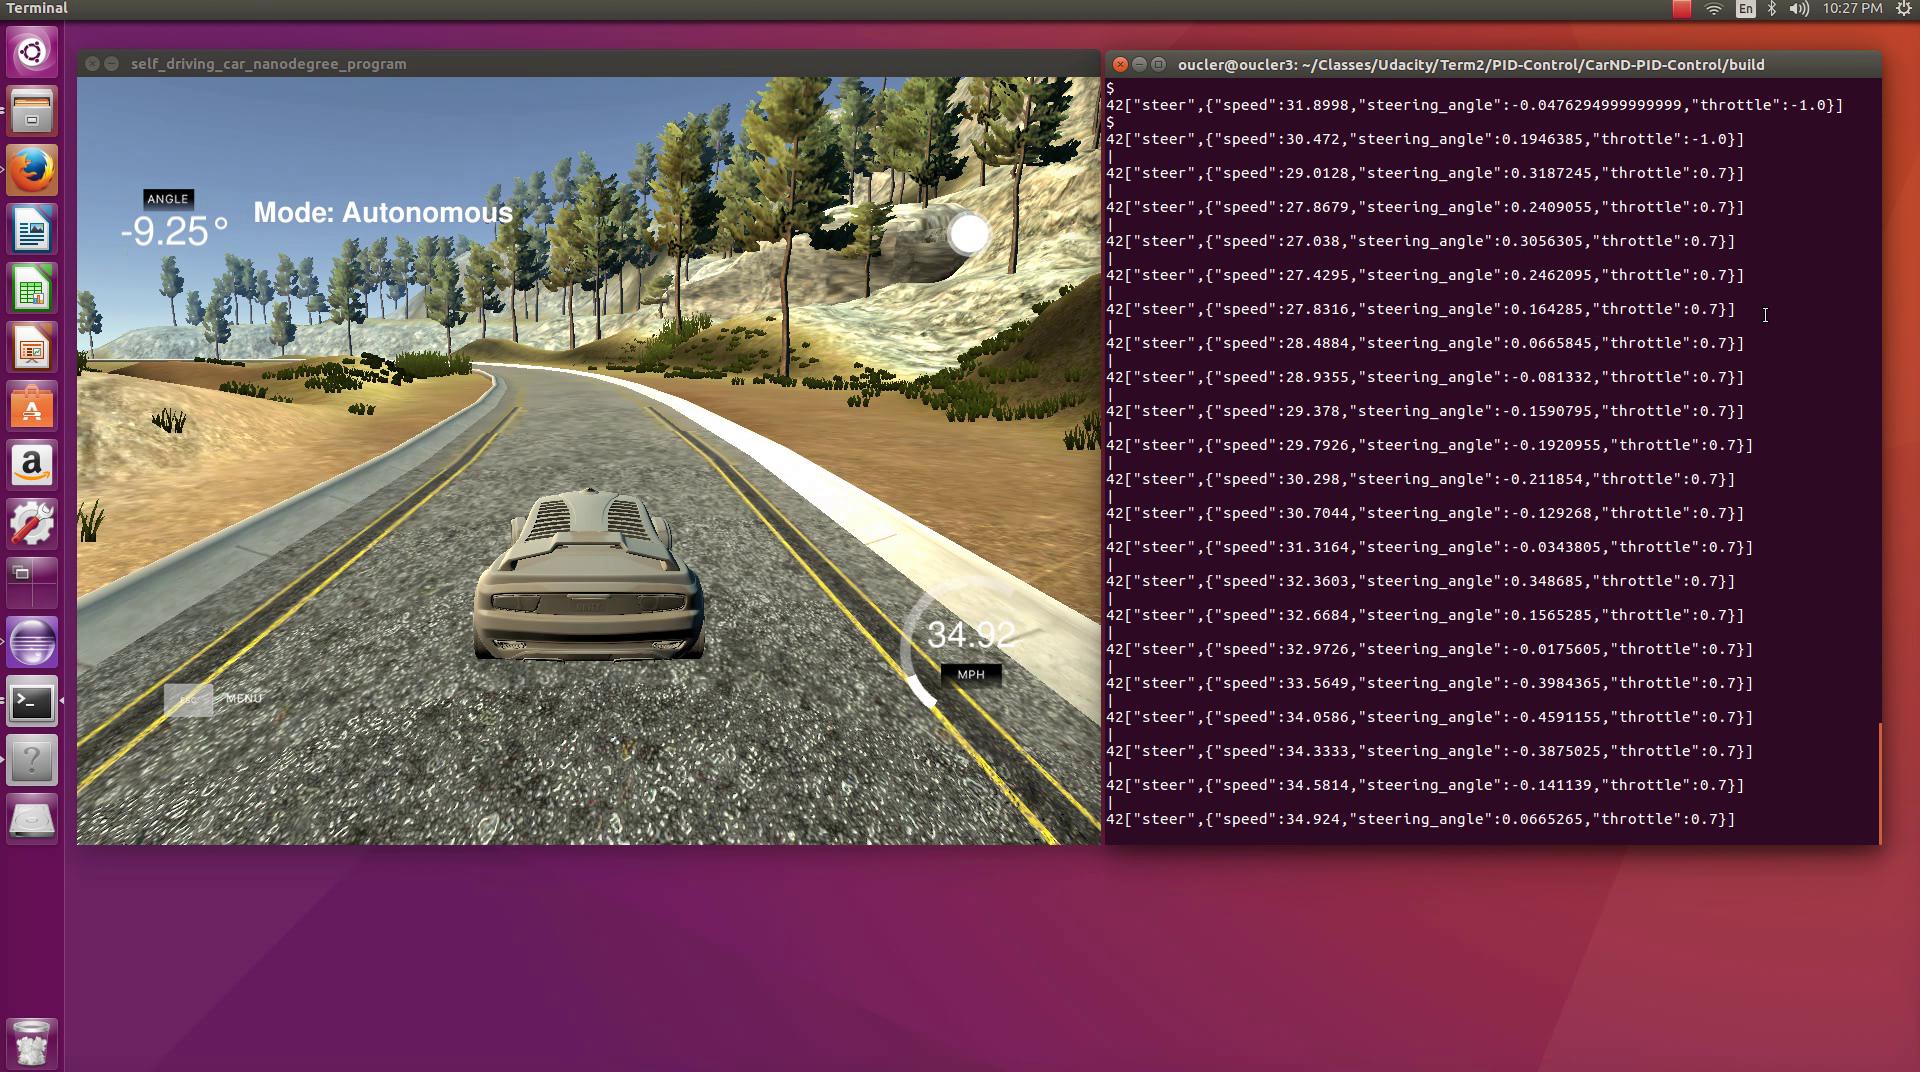 Terminal
En
10:27 PM
self_driving_car_nanodegree_program
ANGLE
-9.25°
Mode: Autonomous
34.92
MPH
ESC
MENU
oucler@oucler3: ~/Classes/Udacity/Term2/PID-Control/CarND-PID-Control/build
$
42["steer",{"speed":31.8998,"steering_angle":-0.0476294999999999,"throttle":-1.0}]
$
42["steer",{"speed":30.472,"steering_angle":0.1946385,"throttle":-1.0}]
|
42["steer",{"speed":29.0128,"steering_angle":0.3187245,"throttle":0.7}]
|
42["steer",{"speed":27.8679,"steering_angle":0.2409055,"throttle":0.7}]
|
42["steer",{"speed":27.038,"steering_angle":0.3056305,"throttle":0.7}]
|
42["steer",{"speed":27.4295,"steering_angle":0.2462095,"throttle":0.7}]
|
42["steer",{"speed":27.8316,"steering_angle":0.164285,"throttle":0.7}]
|
42["steer",{"speed":28.4884,"steering_angle":0.0665845,"throttle":0.7}]
|
42["steer",{"speed":28.9355,"steering_angle":-0.081332,"throttle":0.7}]
|
42["steer",{"speed":29.378,"steering_angle":-0.1590795,"throttle":0.7}]
|
42["steer",{"speed":29.7926,"steering_angle":-0.1920955,"throttle":0.7}]
|
42["steer",{"speed":30.298,"steering_angle":-0.211854,"throttle":0.7}]
|
42["steer",{"speed":30.7044,"steering_angle":-0.129268,"throttle":0.7}]
|
42["steer",{"speed":31.3164,"steering_angle":-0.0343805,"throttle":0.7}]
|
42["steer",{"speed":32.3603,"steering_angle":0.348685,"throttle":0.7}]
|
42["steer",{"speed":32.6684,"steering_angle":0.1565285,"throttle":0.7}]
|
42["steer",{"speed":32.9726,"steering_angle":-0.0175605,"throttle":0.7}]
|
42["steer",{"speed":33.5649,"steering_angle":-0.3984365,"throttle":0.7}]
|
42["steer",{"speed":34.0586,"steering_angle":-0.4591155,"throttle":0.7}]
|
42["steer",{"speed":34.3333,"steering_angle":-0.3875025,"throttle":0.7}]
|
42["steer",{"speed":34.5814,"steering_angle":-0.141139,"throttle":0.7}]
|
42["steer",{"speed":34.924,"steering_angle":0.0665265,"throttle":0.7}]